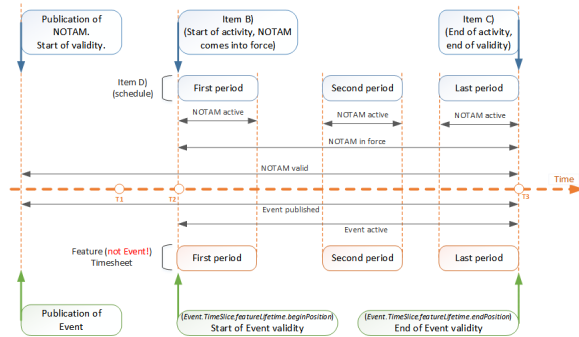 Publication of
NOTAM.
Start of validity.
Item B)
(Start of activity, NOTAM
comes into force)
Item C)
(End of activity,
end of validity)
Item D)
(schedule)
First period
Second period
Last period
NOTAM active
NOTAM active
NOTAM active
NOTAM in force
NOTAM valid
Time
T1
T2
T3
Event published
Event active
Feature (not Event!)
Timesheet
First period
Second period
Last period
Publication of
Event
(Event.TimeSlice.featureLifetime.beginPosition)
Start of Event validity
(Event.TimeSlice.featureLifetime.endPosition)
End of Event validity